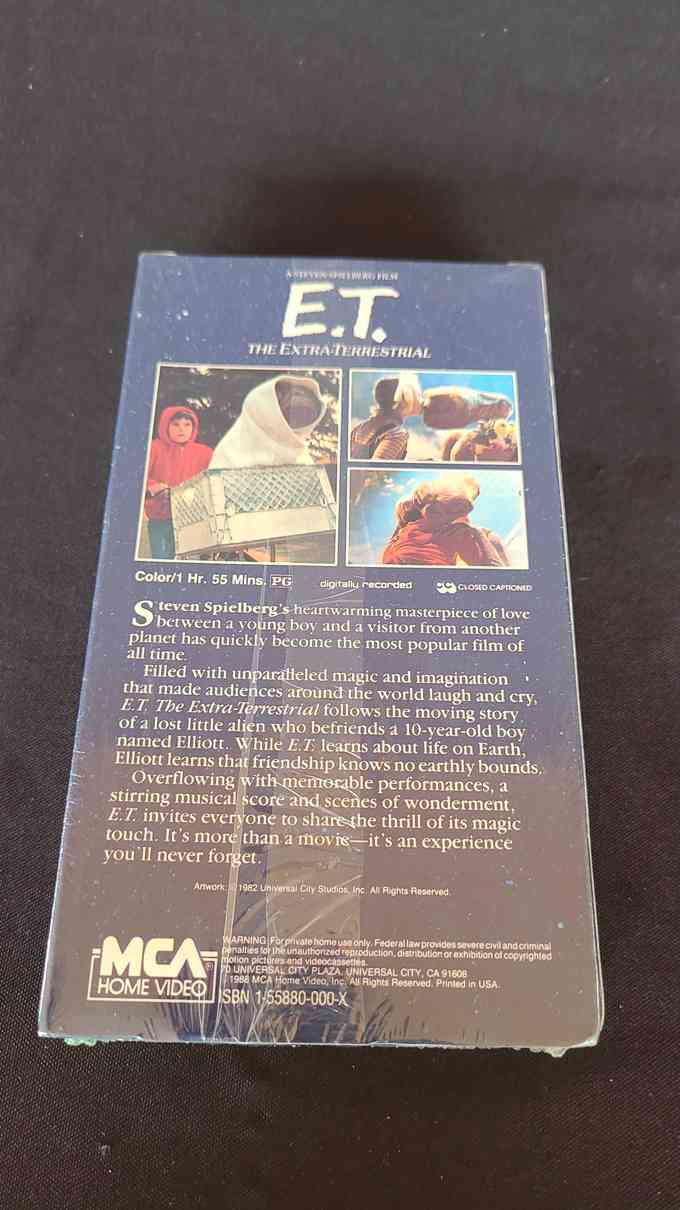 A STEVEN SPIELBERG FILM
E.T.
THE EXTRA-TERRESTRIAL
Color/1 Hr. 55 Mins. PG digitally recorded CLOSED CAPTIONED
Steven Spielberg's heartwarming masterpiece of love
between a young boy and a visitor from another
planet has quickly become the most popular film of
all time.
Filled with unparalleled magic and imagination
that made audiences around the world laugh and cry,
E.T. The Extra-Terrestrial follows the moving story
of a lost little alien who befriends a 10-year-old boy
named Elliott. While E.T. learns about life on Earth,
Elliott learns that friendship knows no earthly bounds.
Overflowing with memorable performances, a
stirring musical score and scenes of wonderment,
E.T. invites everyone to share the thrill of its magic
touch. It's more than a movie—it's an experience
you'll never forget.
Artwork: © 1982 Universal City Studios, Inc. All Rights Reserved.
MCA®
HOME VIDEO
WARNING: For private home use only. Federal law provides severe civil and criminal
penalties for the unauthorized reproduction, distribution or exhibition of copyrighted
motion pictures and videocassettes.
70 UNIVERSAL CITY PLAZA, UNIVERSAL CITY, CA 91608
1988 MCA Home Video, Inc. All Rights Reserved. Printed in USA.
ISBN 1-55880-000-X